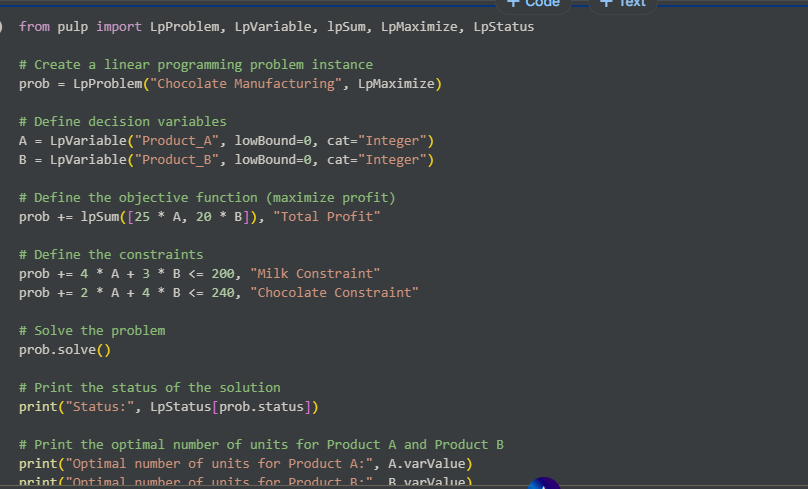 + Code + Text
from pulp import LpProblem, LpVariable, lpSum, LpMaximize, LpStatus
# Create a linear programming problem instance
prob = LpProblem("Chocolate Manufacturing", LpMaximize)
# Define decision variables
A = LpVariable("Product_A", lowBound=0, cat="Integer")
B = LpVariable("Product_B", lowBound=0, cat="Integer")
# Define the objective function (maximize profit)
prob += lpSum([25 * A, 20 * B]), "Total Profit"
# Define the constraints
prob += 4 * A + 3 * B <= 200, "Milk Constraint"
prob += 2 * A + 4 * B <= 240, "Chocolate Constraint"
# Solve the problem
prob.solve()
# Print the status of the solution
print("Status:", LpStatus[prob.status])
# Print the optimal number of units for Product A and Product B
print("Optimal number of units for Product A:", A.varValue)
print("Optimal number of units for Product B:", B.varValue)